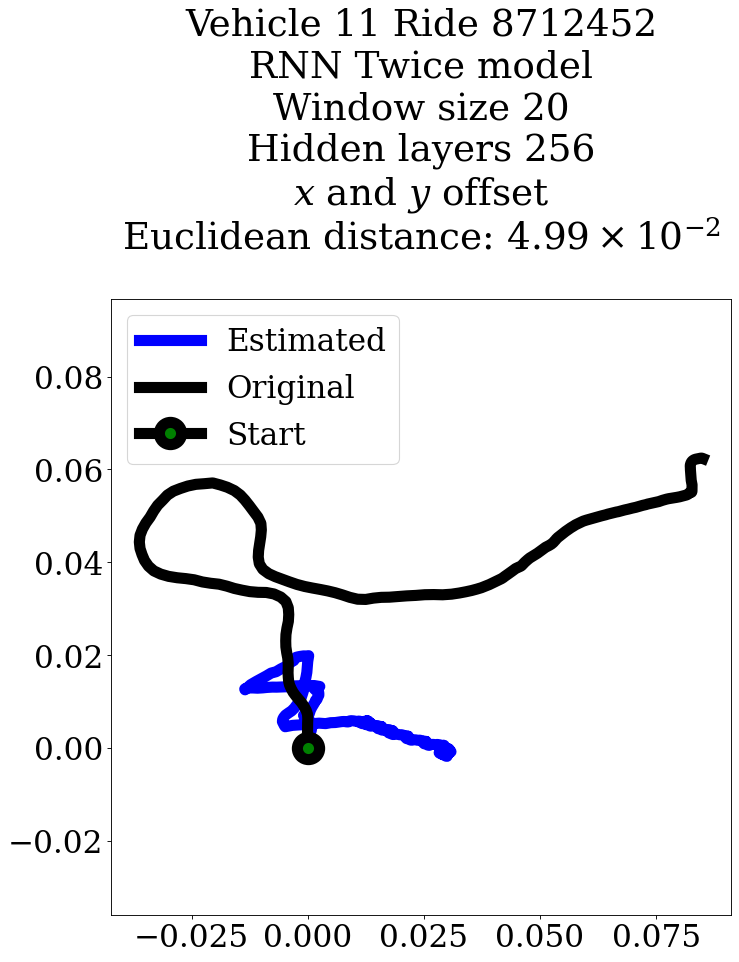 Vehicle 11 Ride 8712452
RNN Twice model
Window size 20
Hidden layers 256
x and y offset
Euclidean distance: 4.99 × 10⁻²
Estimated
Original
Start
0.08
0.06
0.04
0.02
0.00
−0.02
−0.025 0.000 0.025 0.050 0.075